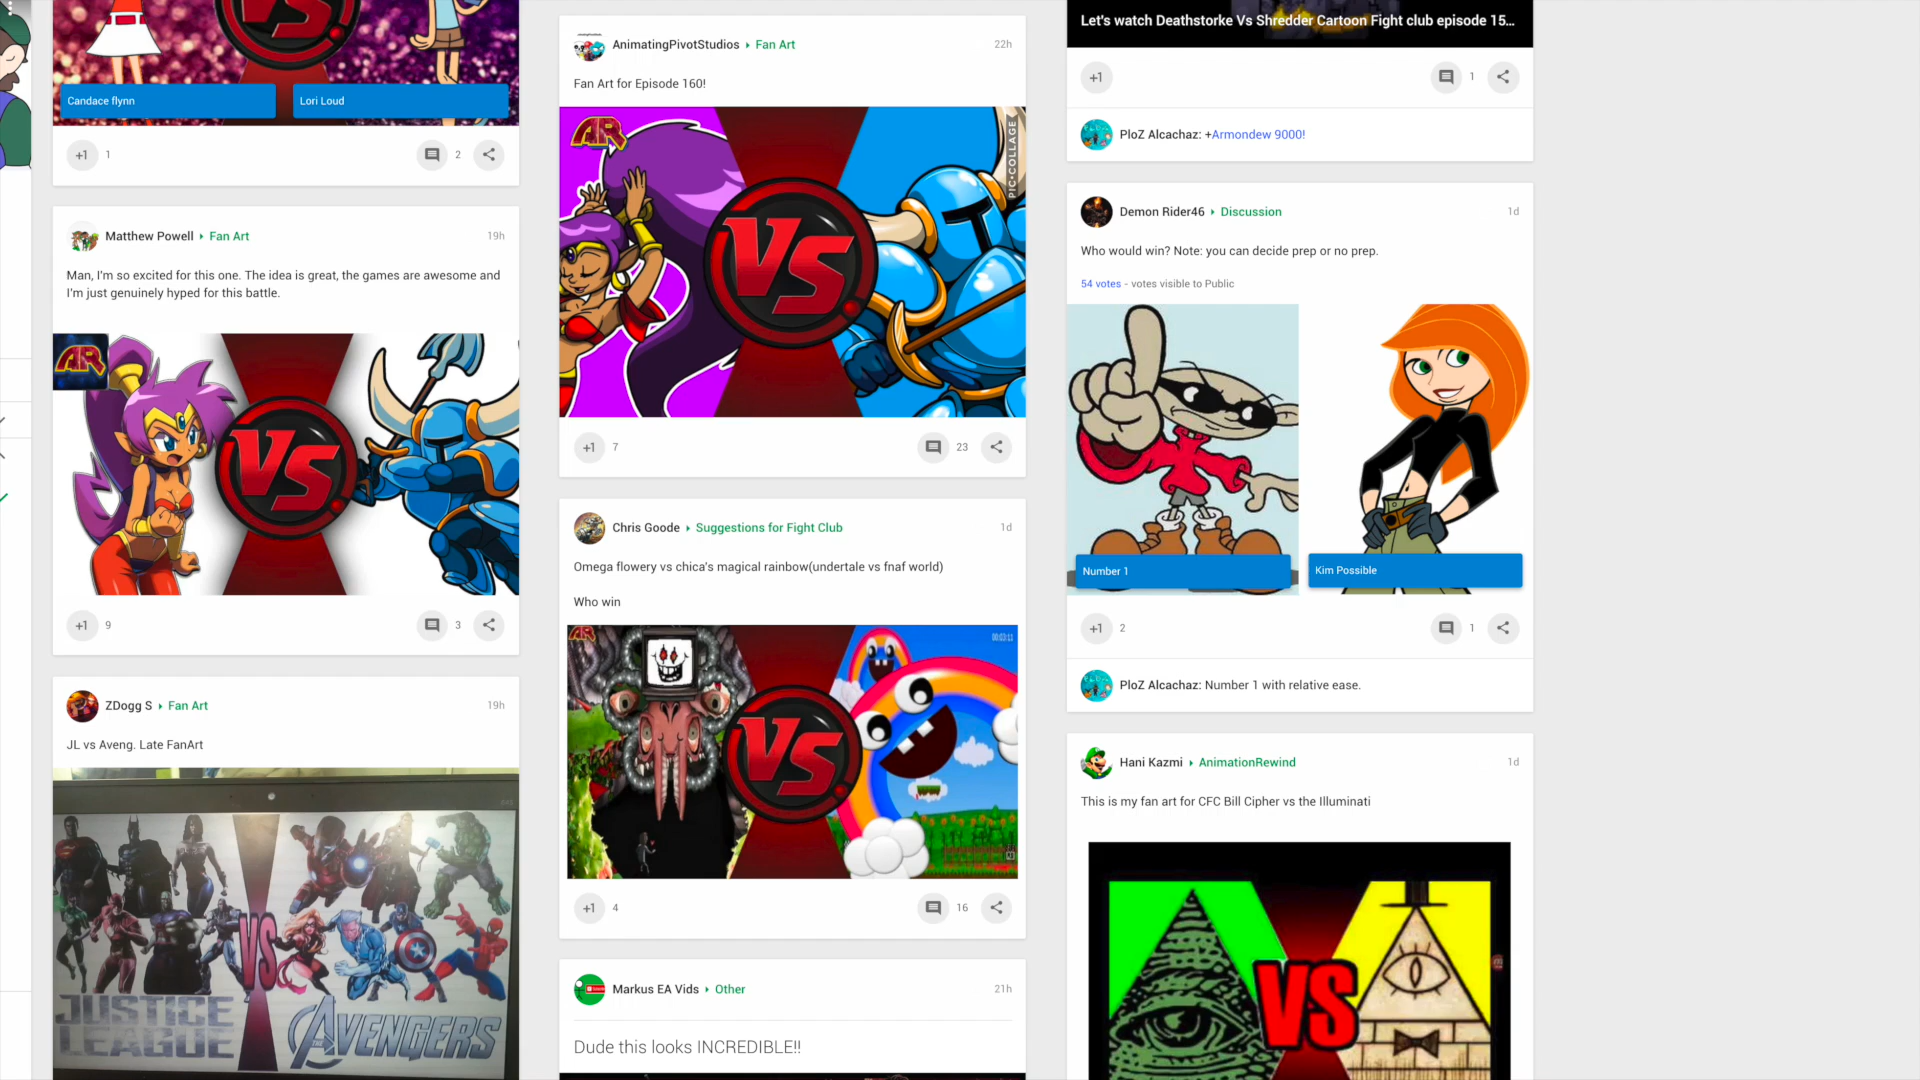 Candace flynn
Lori Loud
+1
1
2
Matthew Powell
Fan Art
19h
Man, I'm so excited for this one. The idea is great, the games are awesome and
I'm just genuinely hyped for this battle.
AR
VS
+1
9
3
ZDogg S
Fan Art
19h
JL vs Aveng. Late FanArt
VS
JUSTICE
LEAGUE
AVENGERS
AnimatingPivotStudios
Fan Art
22h
Fan Art for Episode 160!
AR
PIC•COLLAGE
VS
+1
7
23
Chris Goode
Suggestions for Fight Club
1d
Omega flowery vs chica's magical rainbow(undertale vs fnaf world)
Who win
AR
VS
+1
4
16
Markus EA Vids
Other
21h
Dude this looks INCREDIBLE!!
Let's watch Deathstorke Vs Shredder Cartoon Fight club episode 15...
+1
1
PloZ Alcachaz: +Armondew 9000!
Demon Rider46
Discussion
1d
Who would win? Note: you can decide prep or no prep.
54 votes - votes visible to Public
Number 1
Kim Possible
+1
2
1
PloZ Alcachaz: Number 1 with relative ease.
Hani Kazmi
AnimationRewind
1d
This is my fan art for CFC Bill Cipher vs the Illuminati
VS